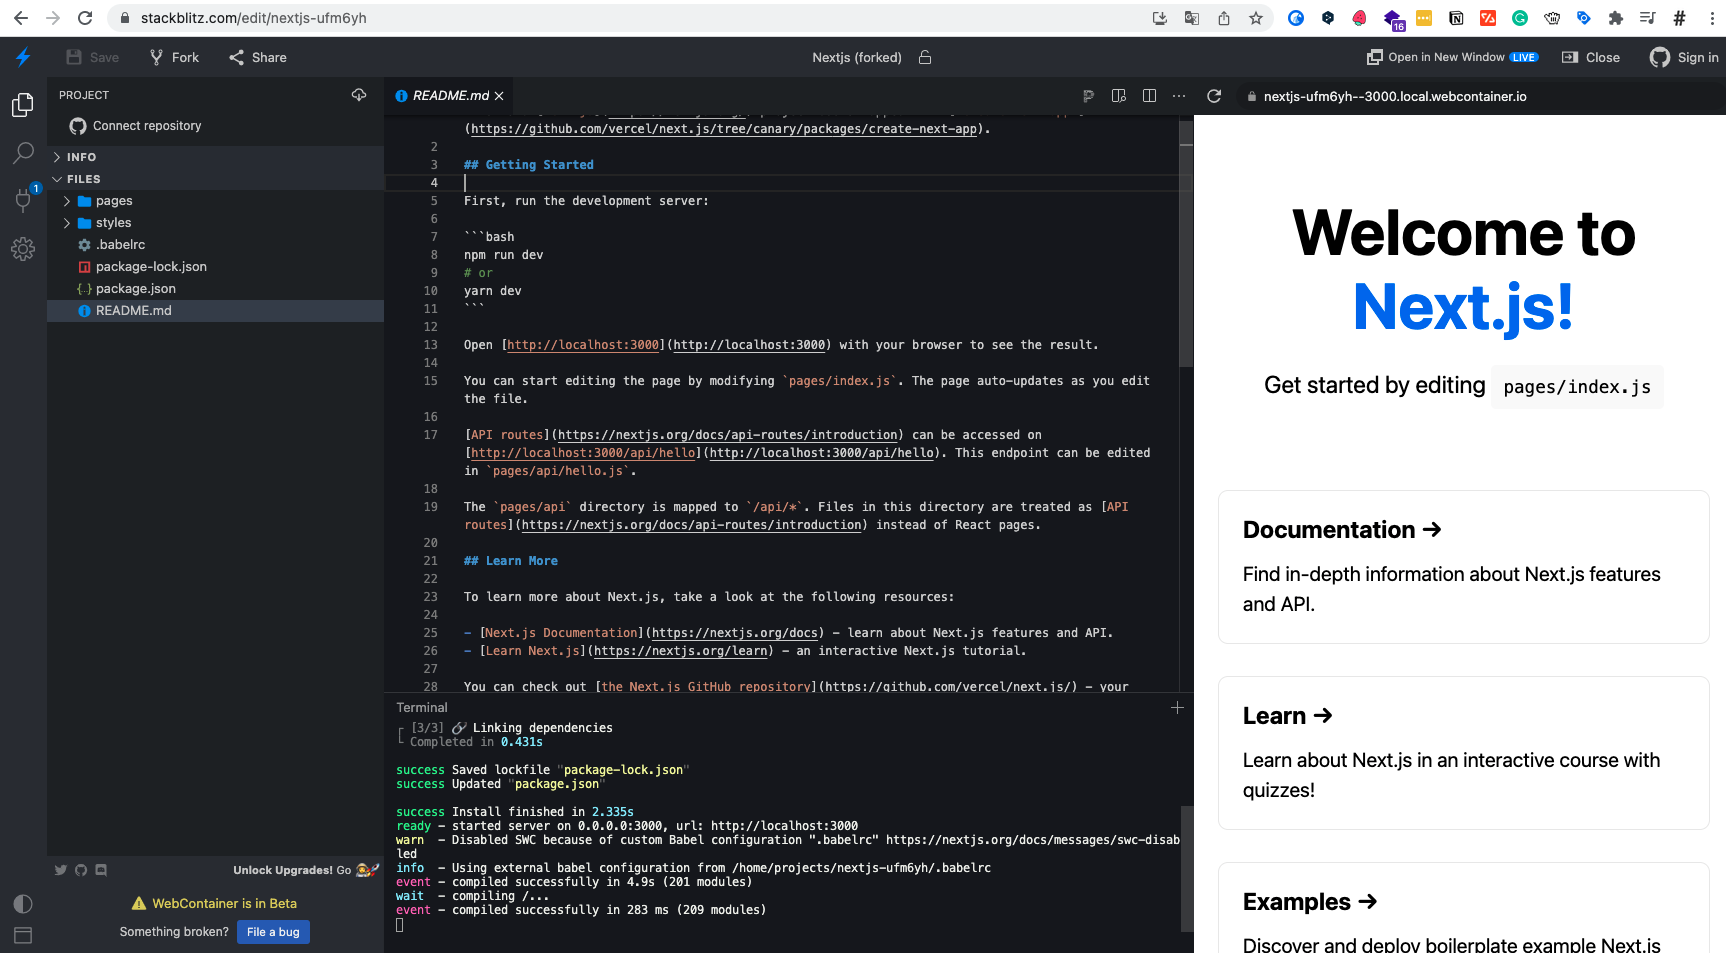 stackblitz.com/edit/nextjs-ufm6yh
16
Save
Fork
Share
Nextjs (forked)
Open in New Window LIVE
Close
Sign in
PROJECT
Connect repository
INFO
FILES
1
pages
styles
.babelrc
package-lock.json
package.json
README.md
Unlock Upgrades! Go
WebContainer is in Beta
Something broken? File a bug
README.md
(https://github.com/vercel/next.js/tree/canary/packages/create-next-app).
2
3 ## Getting Started
4
5 First, run the development server:
6
7 ```bash
8 npm run dev
9 # or
10 yarn dev
11 ```
12
13 Open [http://localhost:3000](http://localhost:3000) with your browser to see the result.
14
15 You can start editing the page by modifying `pages/index.js`. The page auto-updates as you edit
the file.
16
17 [API routes](https://nextjs.org/docs/api-routes/introduction) can be accessed on
[http://localhost:3000/api/hello](http://localhost:3000/api/hello). This endpoint can be edited
in `pages/api/hello.js`.
18
19 The `pages/api` directory is mapped to `/api/*`. Files in this directory are treated as [API
routes](https://nextjs.org/docs/api-routes/introduction) instead of React pages.
20
21 ## Learn More
22
23 To learn more about Next.js, take a look at the following resources:
24
25 - [Next.js Documentation](https://nextjs.org/docs) - learn about Next.js features and API.
26 - [Learn Next.js](https://nextjs.org/learn) - an interactive Next.js tutorial.
27
28 You can check out [the Next.js GitHub repository](https://github.com/vercel/next.js/) - your
Terminal
[3/3] 🔗 Linking dependencies
Completed in 0.431s
success Saved lockfile "package-lock.json"
success Updated "package.json"
success Install finished in 2.335s
ready - started server on 0.0.0.0:3000, url: http://localhost:3000
warn - Disabled SWC because of custom Babel configuration ".babelrc" https://nextjs.org/docs/messages/swc-disab
led
info - Using external babel configuration from /home/projects/nextjs-ufm6yh/.babelrc
event - compiled successfully in 4.9s (201 modules)
wait - compiling /...
event - compiled successfully in 283 ms (209 modules)
nextjs-ufm6yh--3000.local.webcontainer.io
Welcome to
Next.js!
Get started by editing pages/index.js
Documentation →
Find in-depth information about Next.js features
and API.
Learn →
Learn about Next.js in an interactive course with
quizzes!
Examples →
Discover and deploy boilerplate example Next.js